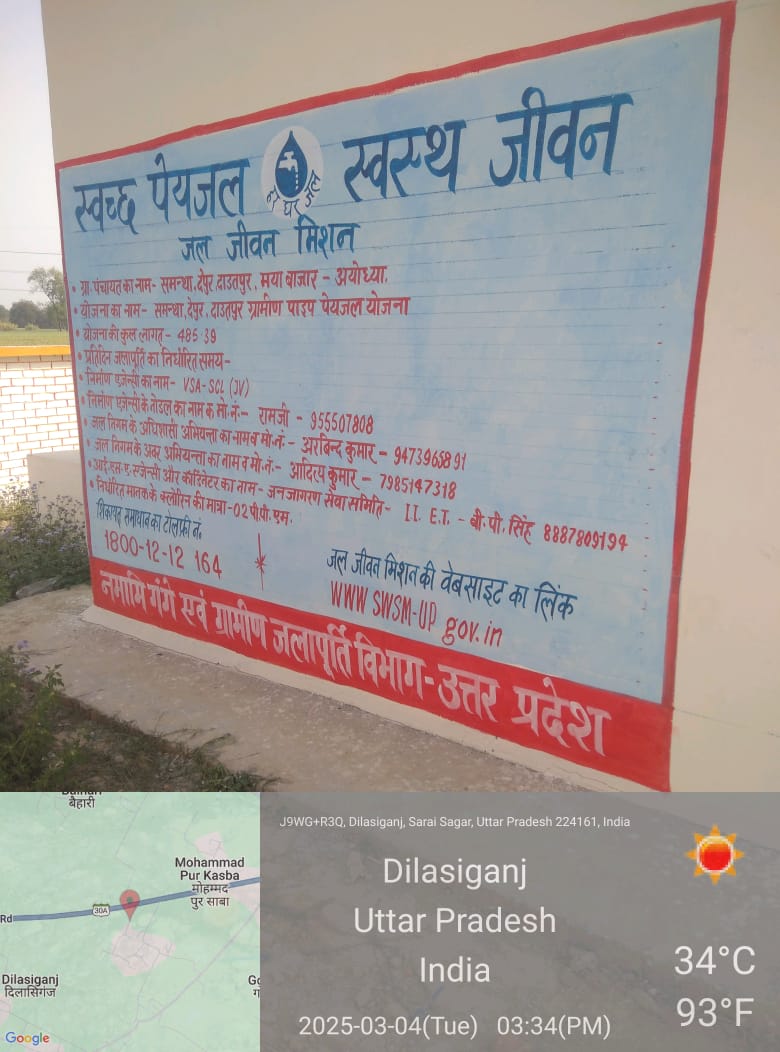 स्वच्छ पेयजल स्वस्थ जीवन
हर घर जल
जल जीवन मिशन
• ग्रा. पंचायत का नाम - समन्था, देपुर, दाउतपुर, मया बाजार - अयोध्या.
• योजना का नाम - समन्था, देपुर, दाउतपुर ग्रामीण पाइप पेयजल योजना
• योजना की कुल लागत - 485.39
• प्रतिदिन जलापूर्ति का निर्धारित समय-
• निर्माण एजेन्सी का नाम - VSA-SCL (JV)
• निर्माण एजेन्सी के नोडल का नाम क मो. नं:- रामजी - 955507808
• जल निगम के अधिशासी अभियन्ता का नाम व मो. नं:- अरबिन्द कुमार - 9473965891
• जल निगम के अवर अभियन्ता का नाम व मो. नं:- आदित्य कुमार - 7985147318
• आई.एस.ए. एजेन्सी और कॉर्डिनेटर का नाम - जन जागरण सेवा समिति - I I. E.T. - बी. पी. सिंह 8887809194
• निर्धारित मानक के क्लोरिन की मात्रा - 02 पी.पी. एम.
शिकायत समाधान का टोलफ्री नं.
1800-12-12 164
जल जीवन मिशन की वेबसाइट का लिंक
WWW SWSM-UP gov.in
नमामि गंगे एवं ग्रामीण जलापूर्ति विभाग - उत्तर प्रदेश
बैहारी
Mohammad
Pur Kasba
मोहम्मद
पुर साबा
30A
Rd
Dilasiganj
दिलासिगंज
Google
J9WG+R3Q, Dilasiganj, Sarai Sagar, Uttar Pradesh 224161, India
Dilasiganj
Uttar Pradesh
India
2025-03-04(Tue) 03:34(PM)
34°C
93°F